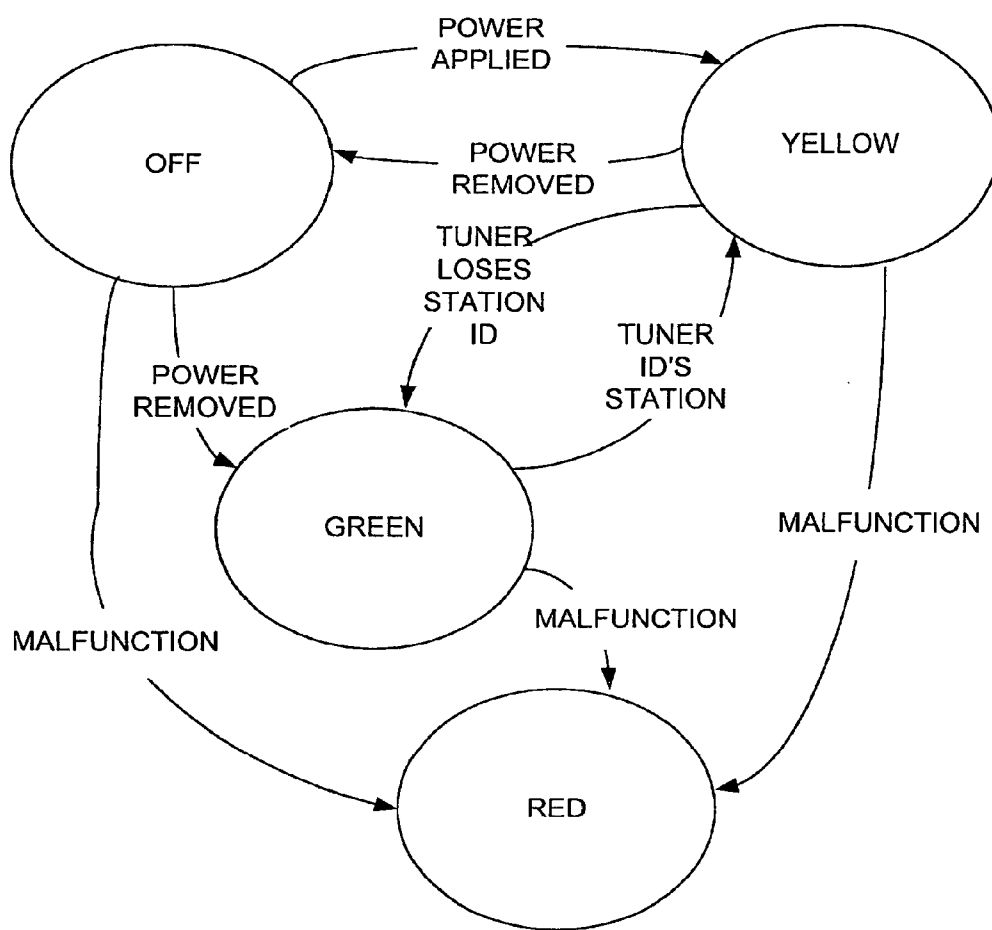 POWER
APPLIED
OFF
YELLOW
POWER
REMOVED
TUNER
LOSES
STATION
ID
TUNER
ID'S
STATION
POWER
REMOVED
GREEN
MALFUNCTION
MALFUNCTION
MALFUNCTION
RED